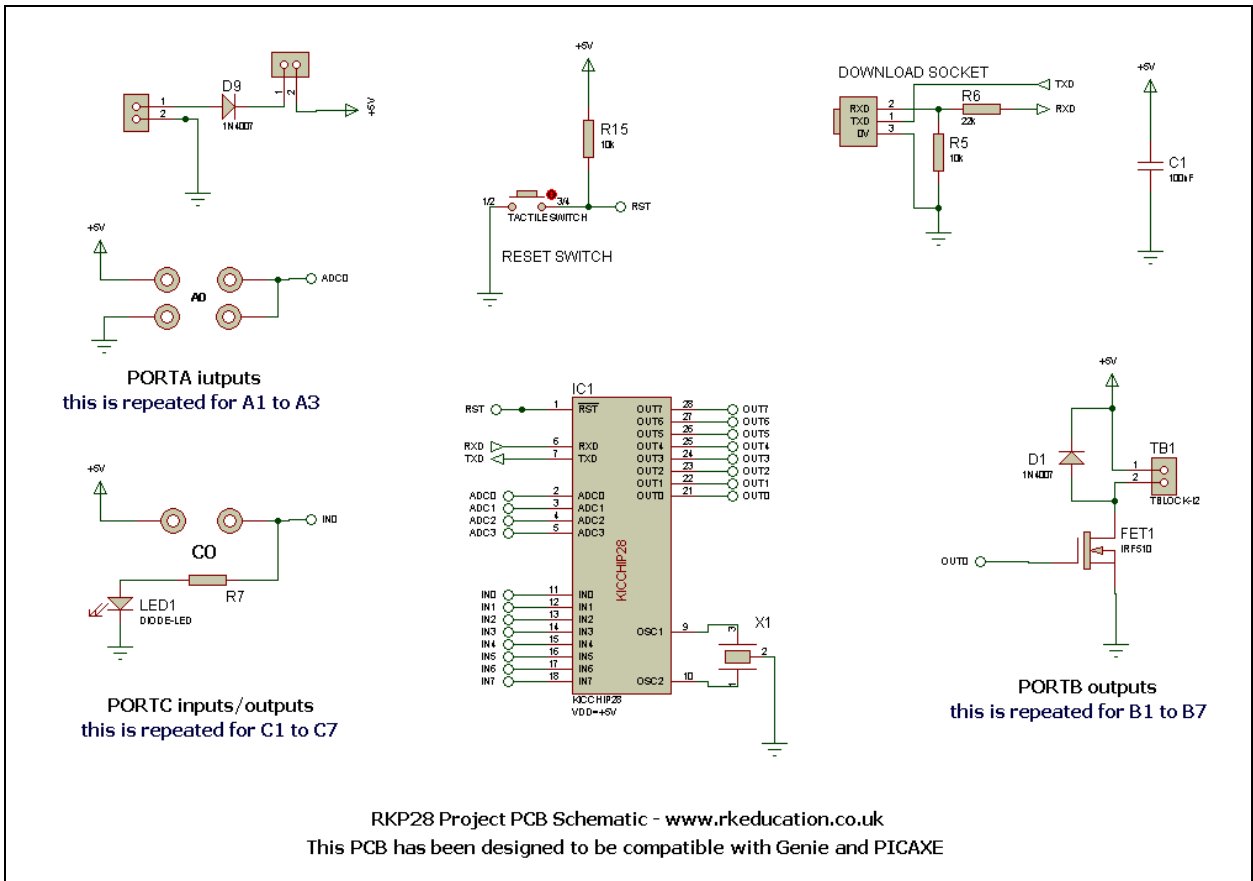 D9
1
2
1N4007
1
2
+5V
+5V
R15
10k
1/2
3/4
TACTILE SWITCH
RST
RESET SWITCH
DOWNLOAD SOCKET
RXD
TXD
0V
2
1
3
R6
22k
TXD
RXD
R5
10k
+5V
C1
100nF
+5V
A0
ADC0
PORTA iutputs
this is repeated for A1 to A3
+5V
C0
IN0
R7
LED1
DIODE-LED
PORTC inputs/outputs
this is repeated for C1 to C7
IC1
RST 1 RST
RXD 6 RXD
TXD 7 TXD
ADC0 2 ADC0
ADC1 3 ADC1
ADC2 4 ADC2
ADC3 5 ADC3
IN0 11 IN0
IN1 12 IN1
IN2 13 IN2
IN3 14 IN3
IN4 15 IN4
IN5 16 IN5
IN6 17 IN6
IN7 18 IN7
KICCHIP28
OUT7 28 OUT7
OUT6 27 OUT6
OUT5 26 OUT5
OUT4 25 OUT4
OUT3 24 OUT3
OUT2 23 OUT2
OUT1 22 OUT1
OUT0 21 OUT0
OSC1 9
OSC2 10
KICCHIP28
VDD=+5V
X1
3
2
1
+5V
D1
1N4007
1
2
TB1
TBLOCK-I2
FET1
IRF510
OUT0
PORTB outputs
this is repeated for B1 to B7
RKP28 Project PCB Schematic - www.rkeducation.co.uk
This PCB has been designed to be compatible with Genie and PICAXE